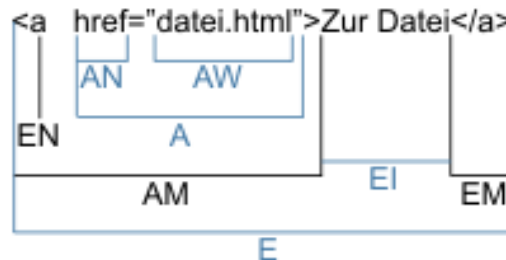 <a href="datei.html">Zur Datei</a>
AN AW
EN A
AM EI EM
E